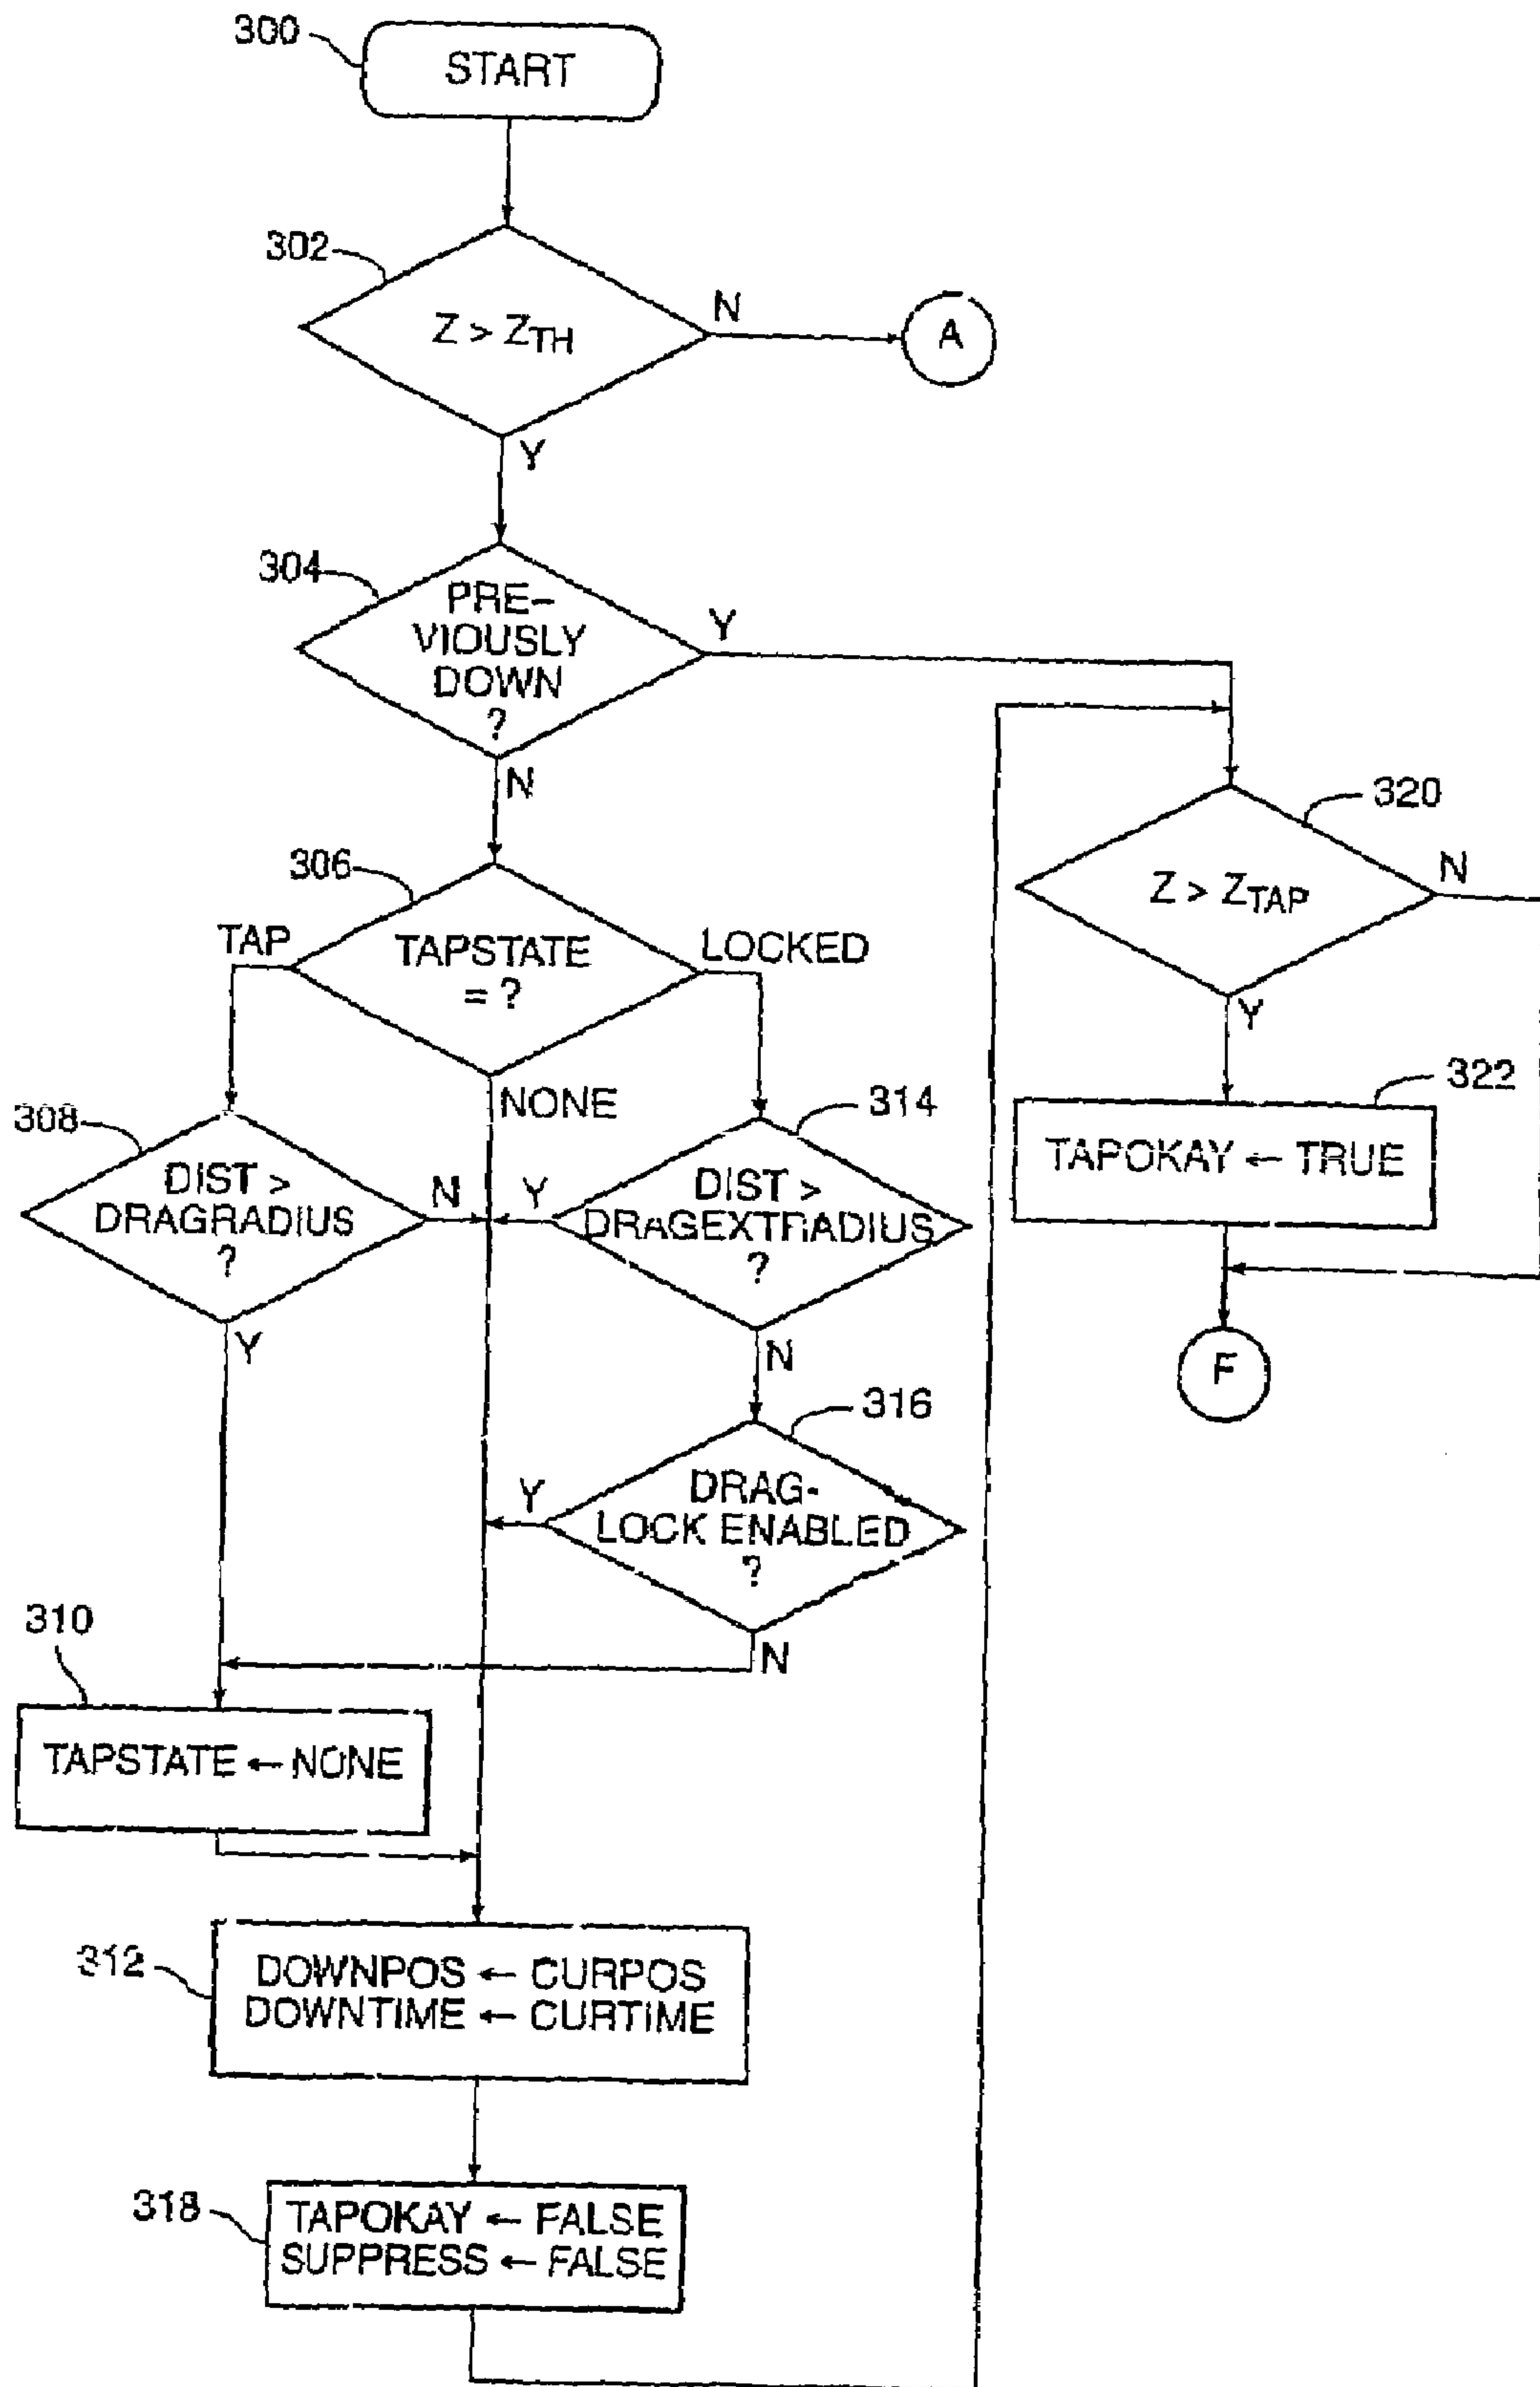 300
START
302
Z > ZTH
N
A
Y
304
PRE-
VIOUSLY
DOWN
?
Y
N
320
Z > ZTAP
N
Y
306
TAPSTATE
= ?
TAP
LOCKED
NONE
322
TAPOKAY ← TRUE
F
308
DIST >
DRAGRADIUS
?
N
Y
314
DIST >
DRAGEXTRADIUS
?
Y
N
316
DRAG-
LOCK ENABLED
?
Y
N
310
TAPSTATE ← NONE
312
DOWNPOS ← CURPOS
DOWNTIME ← CURTIME
318
TAPOKAY ← FALSE
SUPPRESS ← FALSE